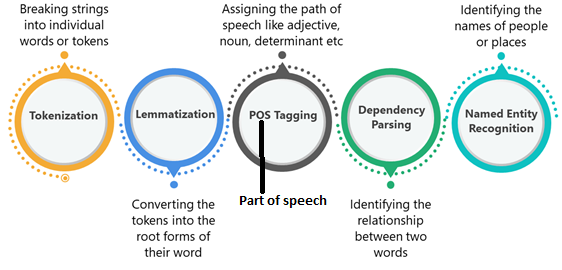 Breaking strings
into individual
words or tokens
Assigning the path of
speech like adjective,
noun, determinant etc
Identifying the
names of people
or places
Tokenization
Lemmatization
POS Tagging
Dependency
Parsing
Named Entity
Recognition
Converting the
tokens into the
root forms of
their word
Part of speech
Identifying the
relationship
between two
words